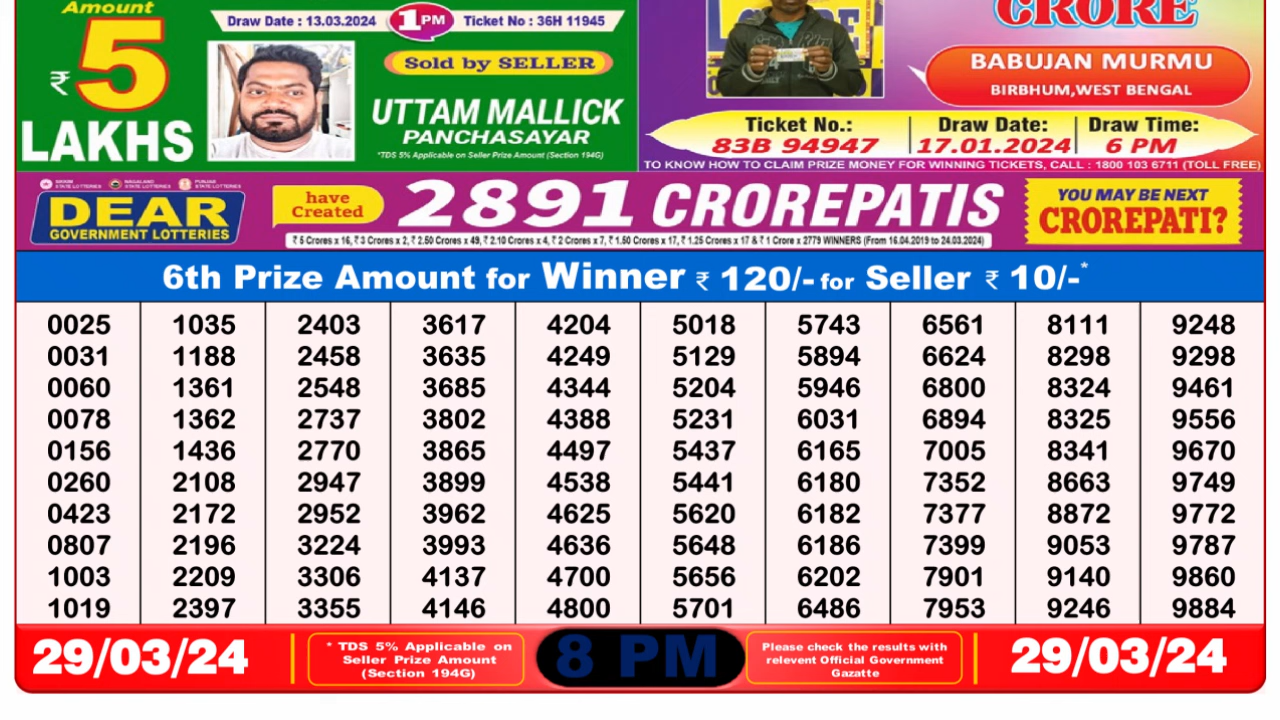 Amount
₹ 5
LAKHS
Draw Date : 13.03.2024 1 PM Ticket No : 36H 11945
Sold by SELLER
UTTAM MALLICK
PANCHASAYAR
*TDS 5% Applicable on Seller Prize Amount (Section 194G)
CRORE
BABUJAN MURMU
BIRBHUM,WEST BENGAL
Ticket No.: Draw Date: Draw Time:
83B 94947 17.01.2024 6 PM
TO KNOW HOW TO CLAIM PRIZE MONEY FOR WINNING TICKETS, CALL : 1800 103 6711 (TOLL FREE)
DEAR
GOVERNMENT LOTTERIES
have
Created
2891 CROREPATIS
₹ 5 Crores x 16, ₹ 3 Crores x 2, ₹ 2.50 Crores x 49, ₹ 2.10 Crores x 4, ₹ 2 Crores x 7, ₹ 1.50 Crores x 17, ₹ 1.25 Crores x 17 & ₹ 1 Crore x 2779 WINNERS (From 16.04.2019 to 24.03.2024)
YOU MAY BE NEXT
CROREPATI?
6th Prize Amount for Winner ₹ 120/- for Seller ₹ 10/-*
0025 1035 2403 3617 4204 5018 5743 6561 8111 9248
0031 1188 2458 3635 4249 5129 5894 6624 8298 9298
0060 1361 2548 3685 4344 5204 5946 6800 8324 9461
0078 1362 2737 3802 4388 5231 6031 6894 8325 9556
0156 1436 2770 3865 4497 5437 6165 7005 8341 9670
0260 2108 2947 3899 4538 5441 6180 7352 8663 9749
0423 2172 2952 3962 4625 5620 6182 7377 8872 9772
0807 2196 3224 3993 4636 5648 6186 7399 9053 9787
1003 2209 3306 4137 4700 5656 6202 7901 9140 9860
1019 2397 3355 4146 4800 5701 6486 7953 9246 9884
29/03/24
* TDS 5% Applicable on
Seller Prize Amount
(Section 194G)
8 PM
Please check the results with
relevent Official Government
Gazatte
29/03/24